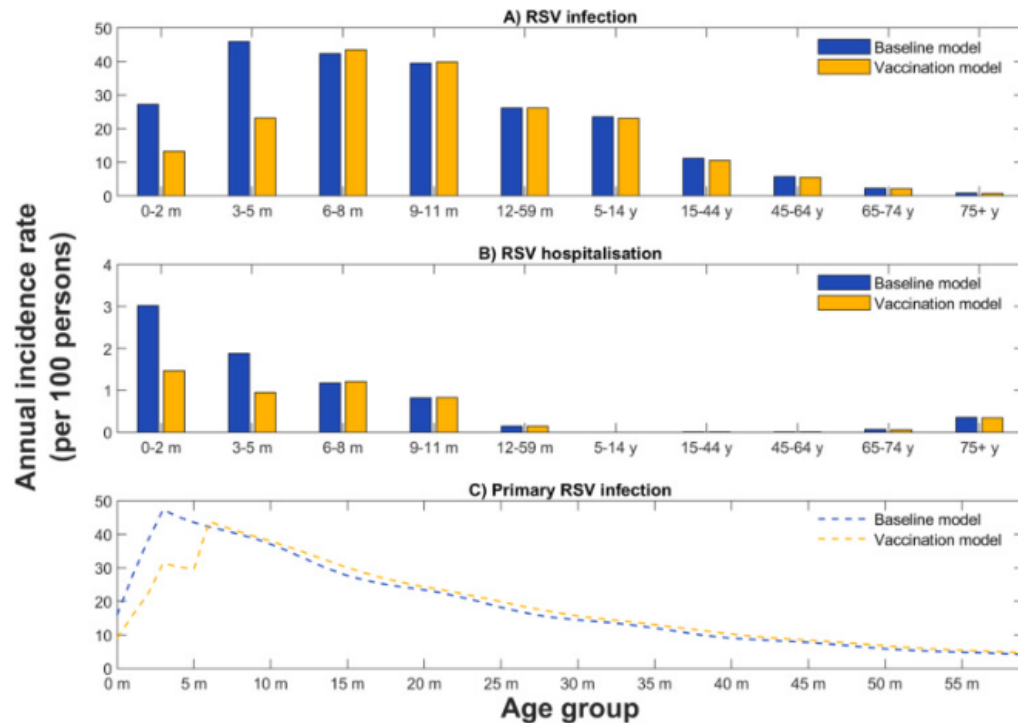 A) RSV infection
50
40
30
20
10
0
Baseline model
Vaccination model
0-2 m 3-5 m 6-8 m 9-11 m 12-59 m 5-14 y 15-44 y 45-64 y 65-74 y 75+ y
Annual incidence rate
(per 100 persons)
B) RSV hospitalisation
4
3
2
1
0
Baseline model
Vaccination model
0-2 m 3-5 m 6-8 m 9-11 m 12-59 m 5-14 y 15-44 y 45-64 y 65-74 y 75+ y
C) Primary RSV infection
50
40
30
20
10
0
Baseline model
Vaccination model
0 m 5 m 10 m 15 m 20 m 25 m 30 m 35 m 40 m 45 m 50 m 55 m
Age group